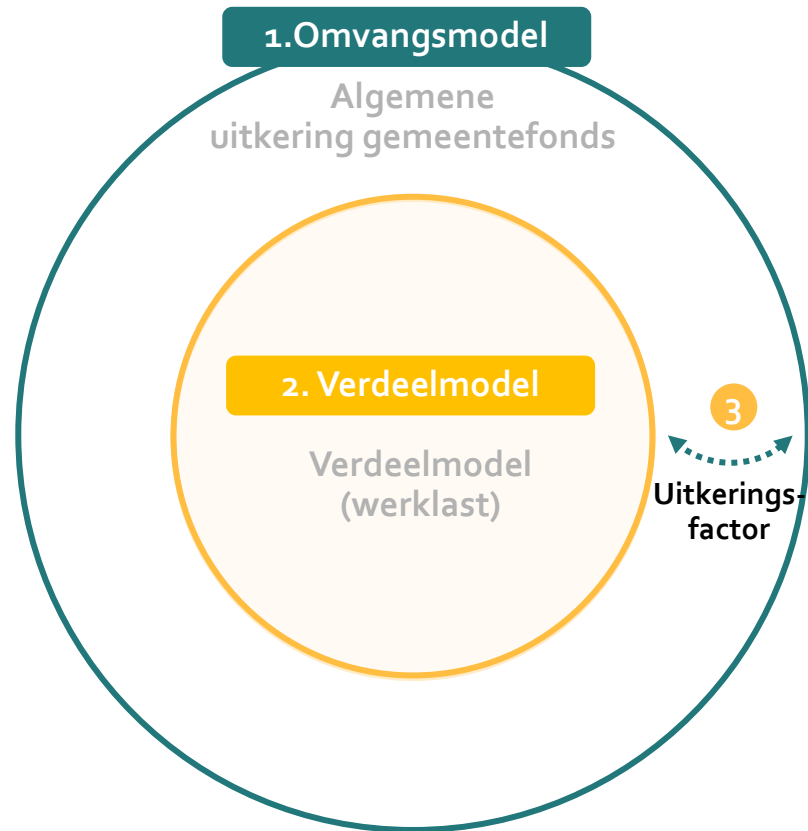 1.Omvangsmodel
Algemene
uitkering gemeentefonds
2. Verdeelmodel
Verdeelmodel
(werklast)
3
Uitkerings-
factor